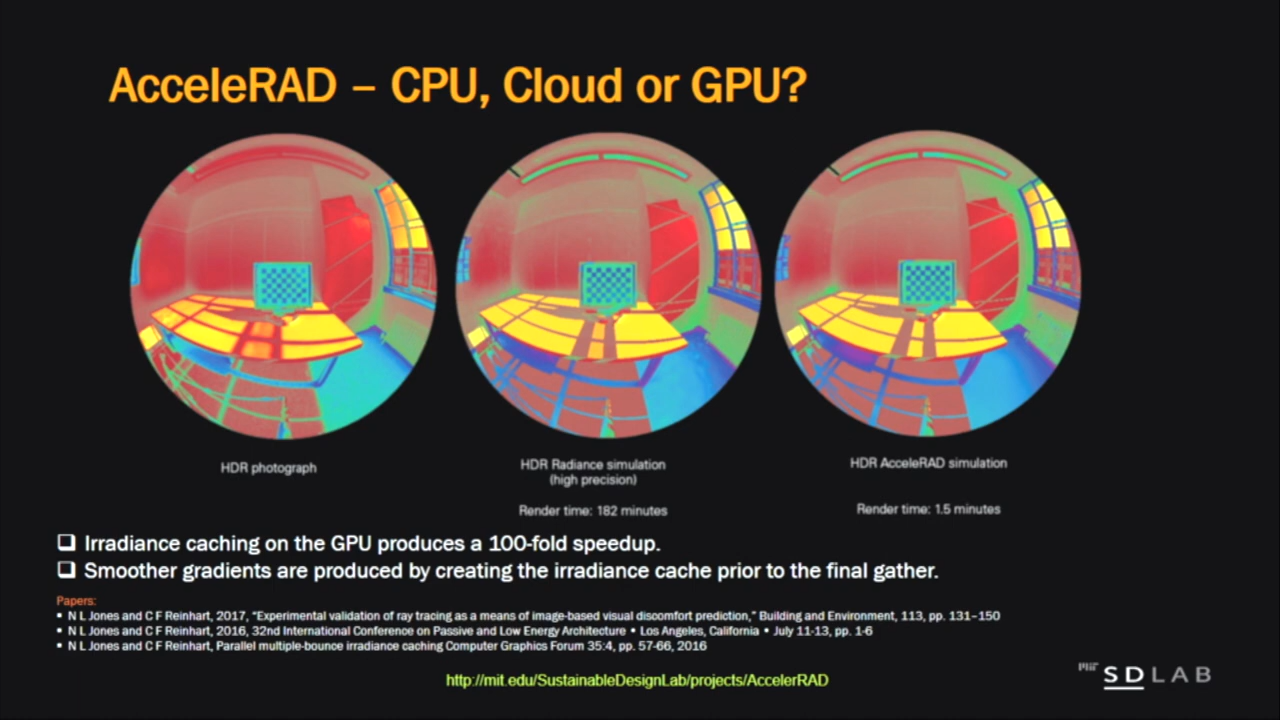 AcceleRAD – CPU, Cloud or GPU?
HDR photograph
HDR Radiance simulation
(high precision)
Render time: 182 minutes
HDR AcceleRAD simulation
Render time: 1.5 minutes
❑ Irradiance caching on the GPU produces a 100-fold speedup.
❑ Smoother gradients are produced by creating the irradiance cache prior to the final gather.
Papers:
▪ N L Jones and C F Reinhart, 2017, “Experimental validation of ray tracing as a means of image-based visual discomfort prediction,” Building and Environment, 113, pp. 131–150
▪ N L Jones and C F Reinhart, 2016, 32nd International Conference on Passive and Low Energy Architecture • Los Angeles, California • July 11-13, pp. 1-6
▪ N L Jones and C F Reinhart, Parallel multiple-bounce irradiance caching Computer Graphics Forum 35:4, pp. 57-66, 2016
http://mit.edu/SustainableDesignLab/projects/AccelerRAD
MIT SDLAB